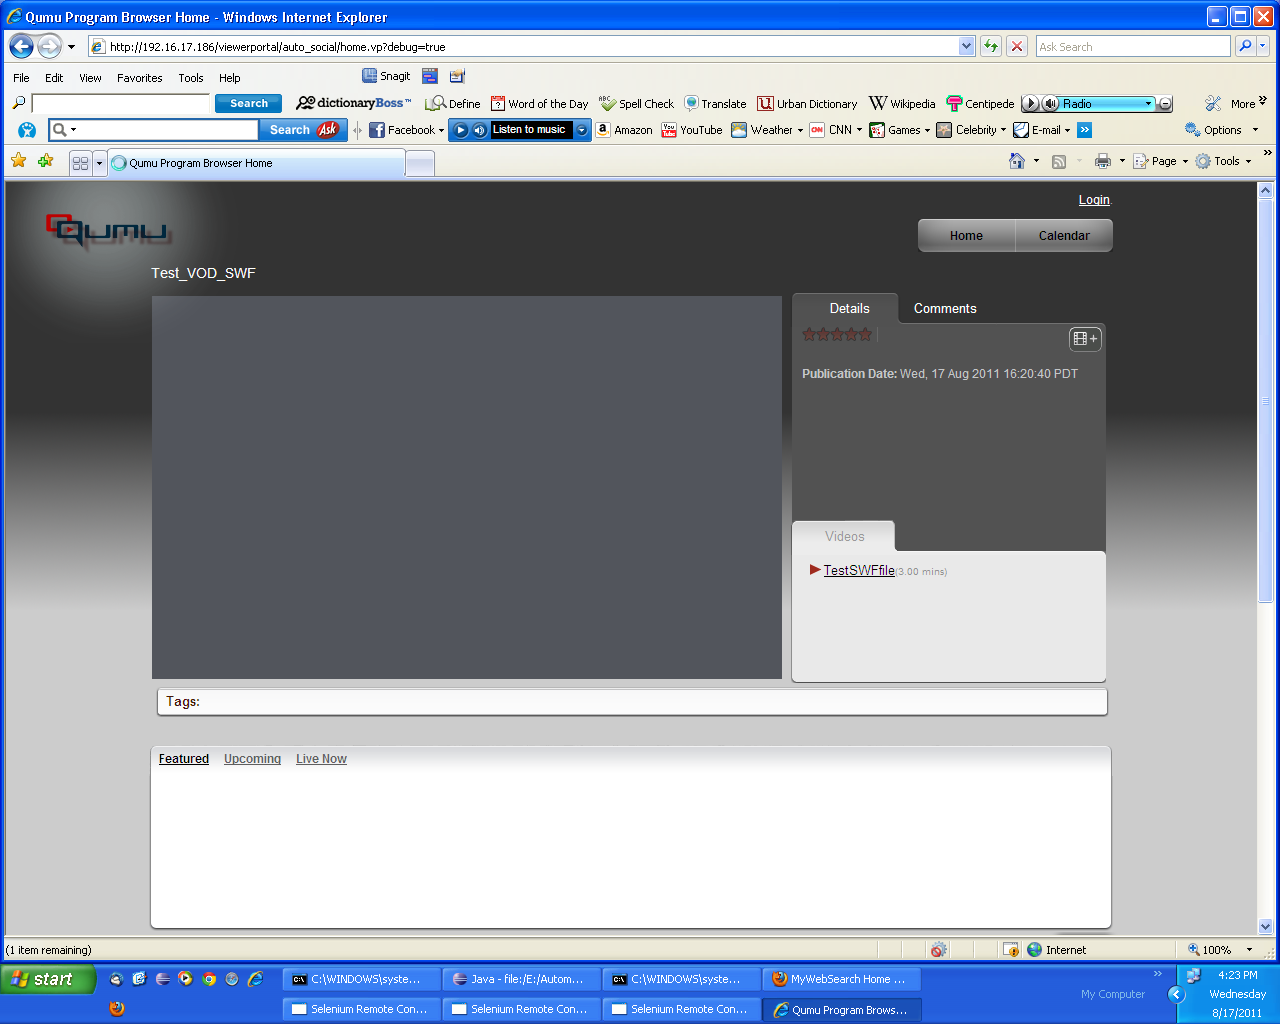 Qumu Program Browser Home - Windows Internet Explorer
http://192.16.17.186/viewerportal/auto_social/home.vp?debug=true
Ask Search
File Edit View Favorites Tools Help Snagit
Search dictionaryBoss™ Define Word of the Day Spell Check Translate Urban Dictionary Wikipedia Centipede Radio More
Search Ask Facebook Listen to music Amazon YouTube Weather CNN Games Celebrity E-mail Options
Qumu Program Browser Home Page Tools
Login
Qumu
Home Calendar
Test_VOD_SWF
Details Comments
Publication Date: Wed, 17 Aug 2011 16:20:40 PDT
Videos
TestSWFfile(3.00 mins)
Tags:
Featured Upcoming Live Now
(1 item remaining) Internet 100%
start C:\WINDOWS\syste... Java - file:/E:/Autom... C:\WINDOWS\syste... MyWebSearch Home ... 4:23 PM
My Computer Wednesday
Selenium Remote Con... Selenium Remote Con... Selenium Remote Con... Qumu Program Brows... 8/17/2011